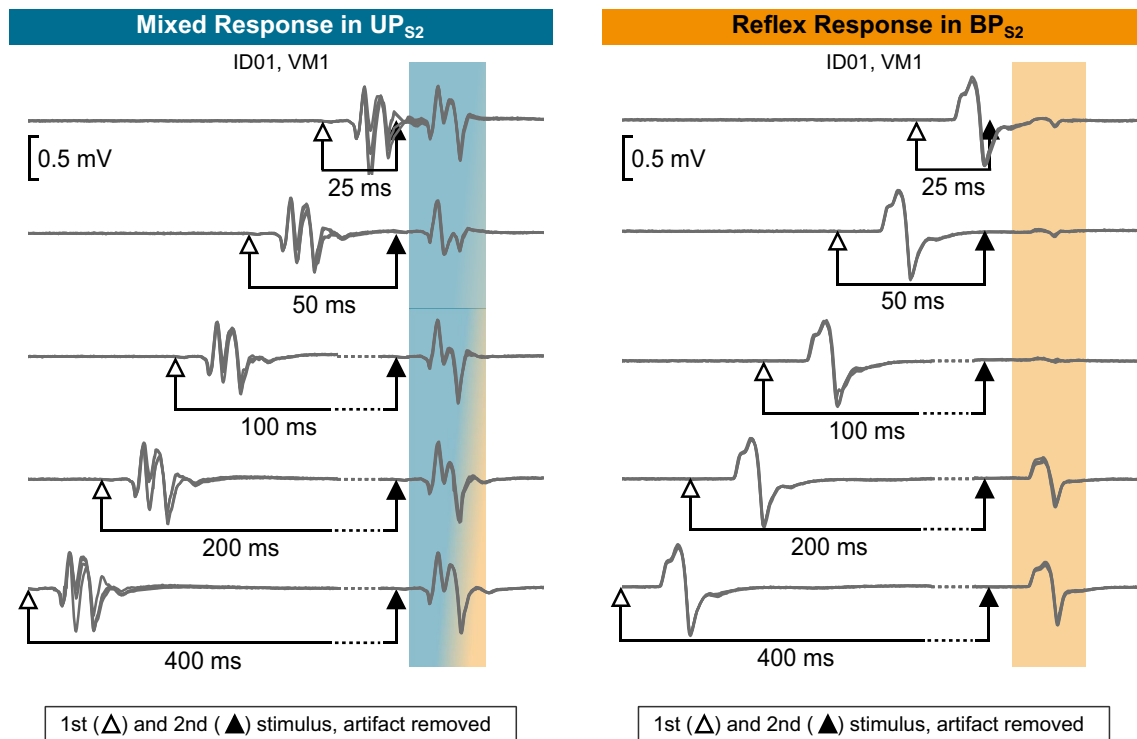 Mixed Response in UPS2
ID01, VM1
0.5 mV
25 ms
50 ms
100 ms
200 ms
400 ms
1st (△) and 2nd (▲) stimulus, artifact removed
Reflex Response in BPS2
ID01, VM1
0.5 mV
25 ms
50 ms
100 ms
200 ms
400 ms
1st (△) and 2nd (▲) stimulus, artifact removed